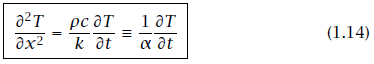 ∂²T/∂x² = ρc/k ∂T/∂t ≡ 1/α ∂T/∂t (1.14)